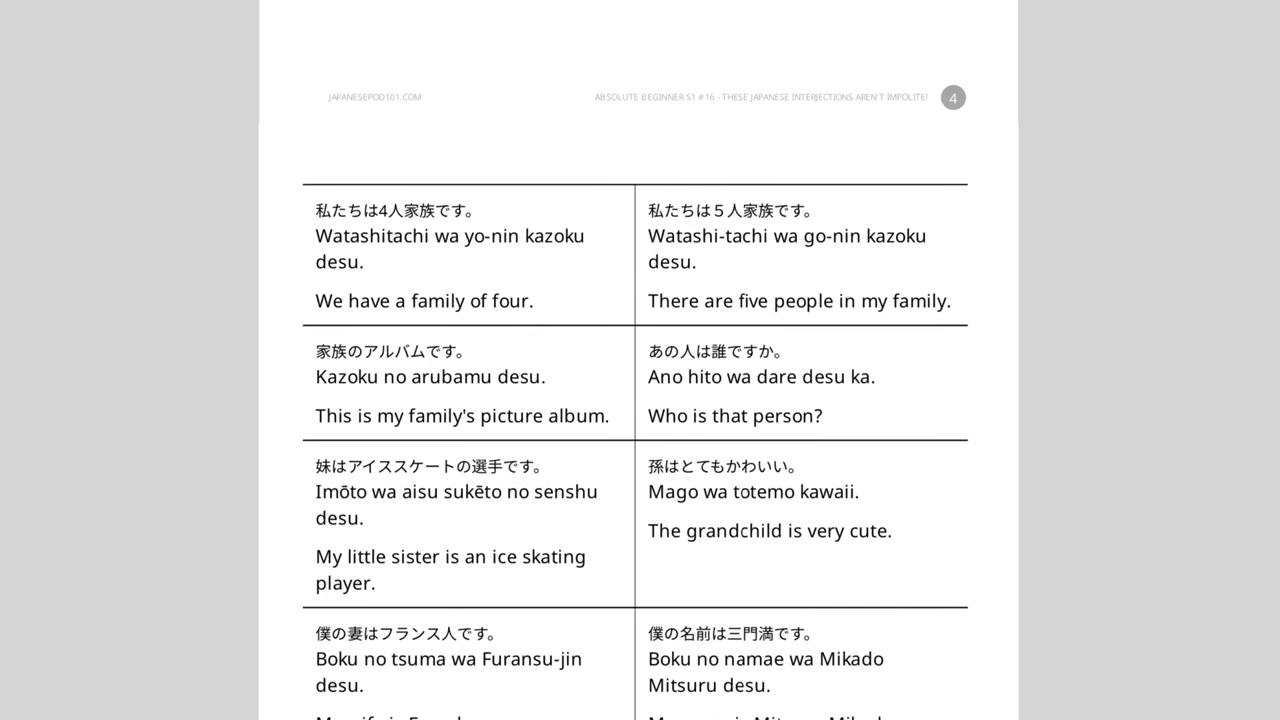 JAPANESEPOD101.COM
ABSOLUTE BEGINNER S1 #16 - THESE JAPANESE INTERJECTIONS AREN'T IMPOLITE!
4
私たちは4人家族です。
Watashitachi wa yo-nin kazoku
desu.
We have a family of four.
私たちは５人家族です。
Watashi-tachi wa go-nin kazoku
desu.
There are five people in my family.
家族のアルバムです。
Kazoku no arubamu desu.
This is my family's picture album.
あの人は誰ですか。
Ano hito wa dare desu ka.
Who is that person?
妹はアイススケートの選手です。
Imōto wa aisu sukēto no senshu
desu.
My little sister is an ice skating
player.
孫はとてもかわいい。
Mago wa totemo kawaii.
The grandchild is very cute.
僕の妻はフランス人です。
Boku no tsuma wa Furansu-jin
desu.
僕の名前は三門満です。
Boku no namae wa Mikado
Mitsuru desu.